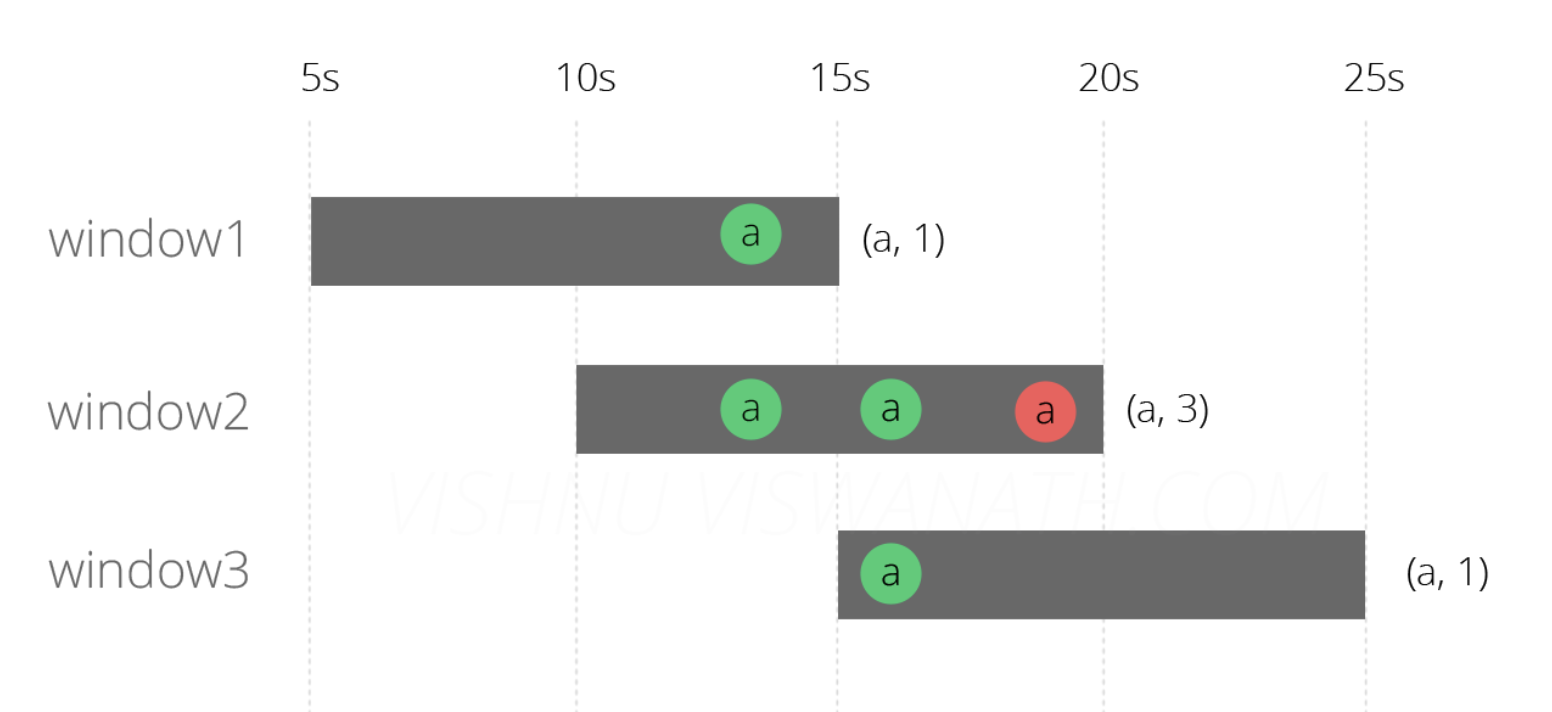 5s 10s 15s 20s 25s
window1 a (a, 1)
window2 a a a (a, 3)
VISHNU VISWANATH.COM
window3 a (a, 1)